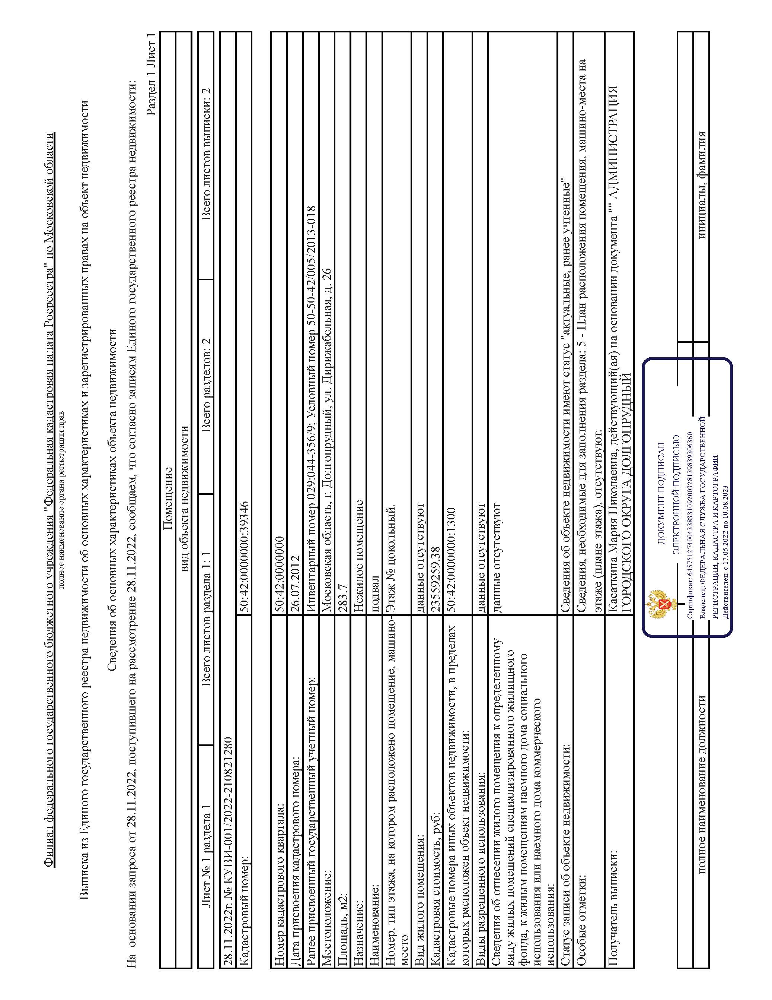 Филиал федерального государственного бюджетного учреждения "Федеральная кадастровая палата Росреестра" по Московской области
полное наименование органа регистрации прав
Выписка из Единого государственного реестра недвижимости об основных характеристиках и зарегистрированных правах на объект недвижимости
Сведения об основных характеристиках объекта недвижимости
На основании запроса от 28.11.2022, поступившего на рассмотрение 28.11.2022, сообщаем, что согласно записям Единого государственного реестра недвижимости:
Раздел 1 Лист 1
Помещение
вид объекта недвижимости
Лист № 1 раздела 1 Всего листов раздела 1: 1 Всего разделов: 2 Всего листов выписки: 2
28.11.2022г. № КУВИ-001/2022-210821280
Кадастровый номер: 50:42:0000000:39346
Номер кадастрового квартала: 50:42:0000000
Дата присвоения кадастрового номера: 26.07.2012
Ранее присвоенный государственный учетный номер: Инвентарный номер 029:044-356/9; Условный номер 50-50-42/005/2013-018
Местоположение: Московская область, г. Долгопрудный, ул. Дирижабельная, д. 26
Площадь, м2: 283.7
Назначение: Нежилое помещение
Наименование: подвал
Номер, тип этажа, на котором расположено помещение, машино- Этаж № цокольный.
место
Вид жилого помещения: данные отсутствуют
Кадастровая стоимость, руб: 23559259.38
Кадастровые номера иных объектов недвижимости, в пределах 50:42:0000000:1300
которых расположен объект недвижимости:
Виды разрешенного использования: данные отсутствуют
Сведения об отнесении жилого помещения к определенному данные отсутствуют
виду жилых помещений специализированного жилищного
фонда, к жилым помещениям наемного дома социального
использования или наемного дома коммерческого
использования:
Статус записи об объекте недвижимости: Сведения об объекте недвижимости имеют статус "актуальные, ранее учтенные"
Особые отметки: Сведения, необходимые для заполнения раздела: 5 - План расположения помещения, машино-места на
этаже (плане этажа), отсутствуют.
Получатель выписки: Касаткина Мария Николаевна, действующий(ая) на основании документа "" АДМИНИСТРАЦИЯ
ГОРОДСКОГО ОКРУГА ДОЛГОПРУДНЫЙ
ДОКУМЕНТ ПОДПИСАН
ЭЛЕКТРОННОЙ ПОДПИСЬЮ
Сертификат: 64575127400433833109200328139839306360
Владелец: ФЕДЕРАЛЬНАЯ СЛУЖБА ГОСУДАРСТВЕННОЙ
РЕГИСТРАЦИИ, КАДАСТРА И КАРТОГРАФИИ
Действителен: с 17.05.2022 по 10.08.2023
полное наименование должности инициалы, фамилия